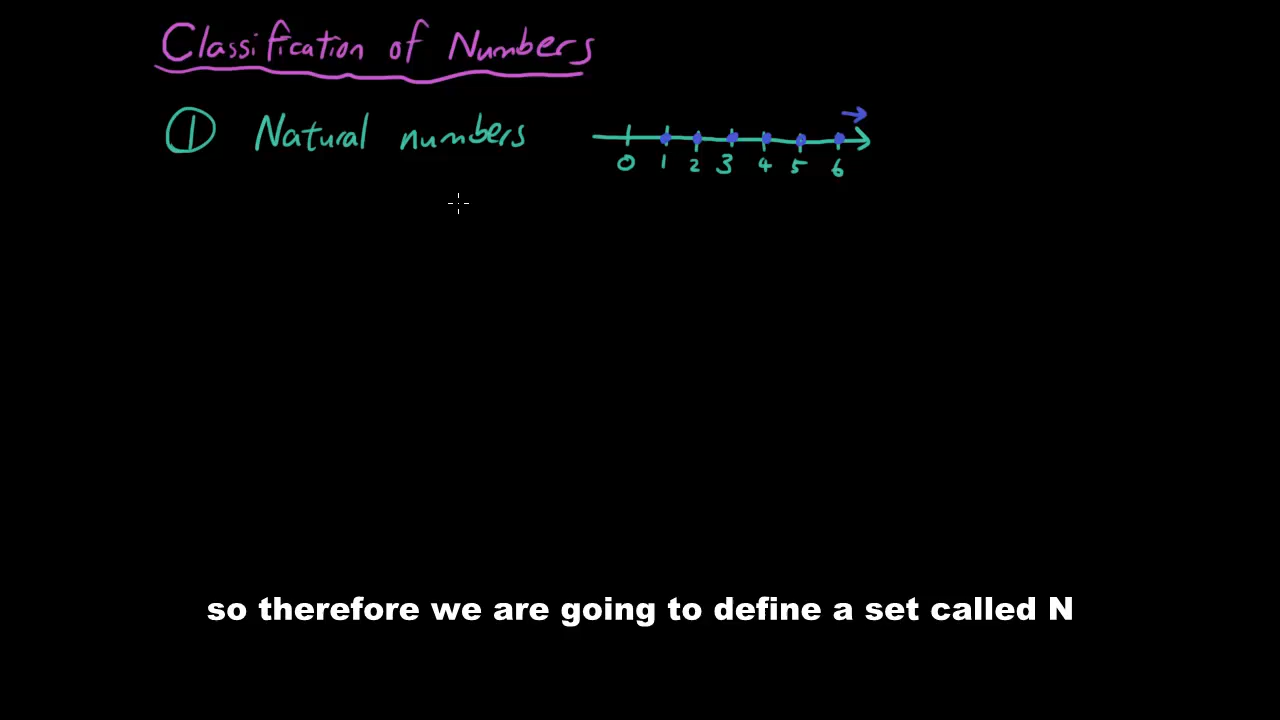 Classification of Numbers
① Natural numbers
0 1 2 3 4 5 6
so therefore we are going to define a set called N